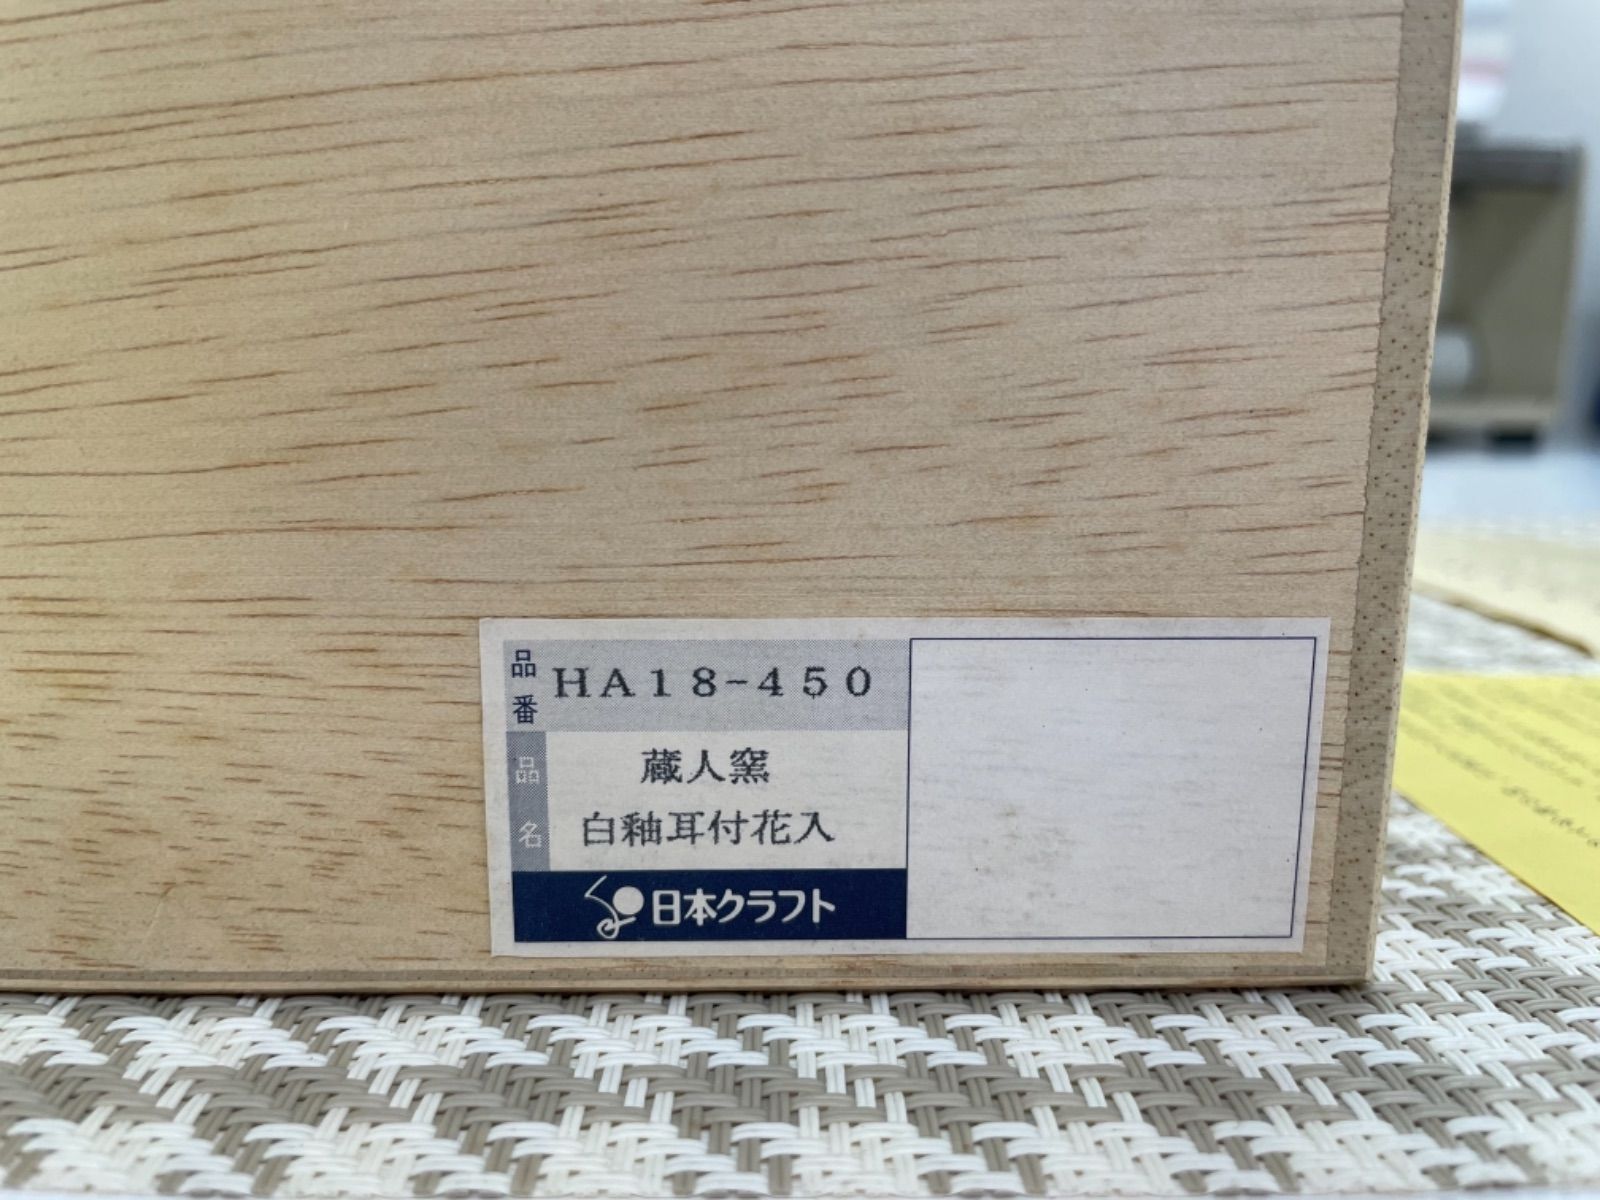 品番 HA18-450
品名 蔵人窯
白釉耳付花入
日本クラフト